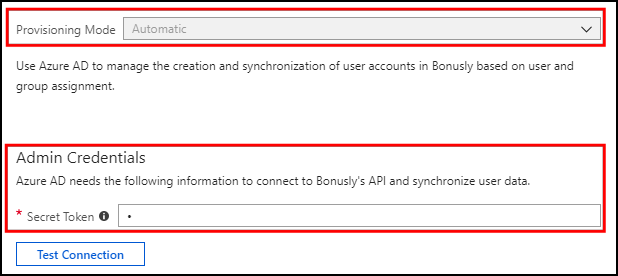 Provisioning Mode Automatic
Use Azure AD to manage the creation and synchronization of user accounts in Bonusly based on user and
group assignment.
Admin Credentials
Azure AD needs the following information to connect to Bonusly's API and synchronize user data.
* Secret Token •
Test Connection